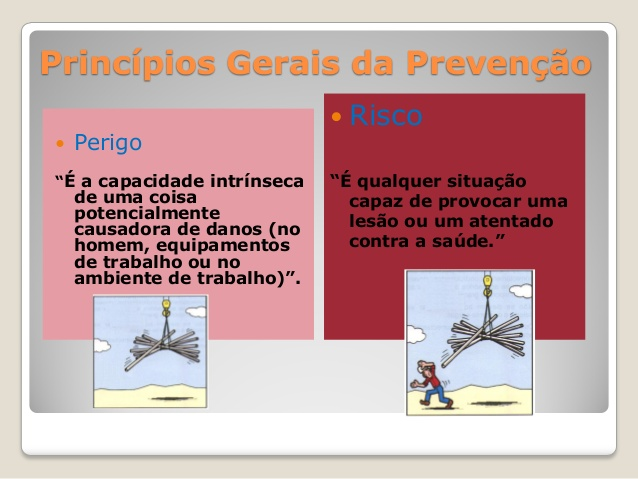 Princípios Gerais da Prevenção
• Perigo
“É a capacidade intrínseca
de uma coisa
potencialmente
causadora de danos (no
homem, equipamentos
de trabalho ou no
ambiente de trabalho)”.
• Risco
“É qualquer situação
capaz de provocar uma
lesão ou um atentado
contra a saúde.”